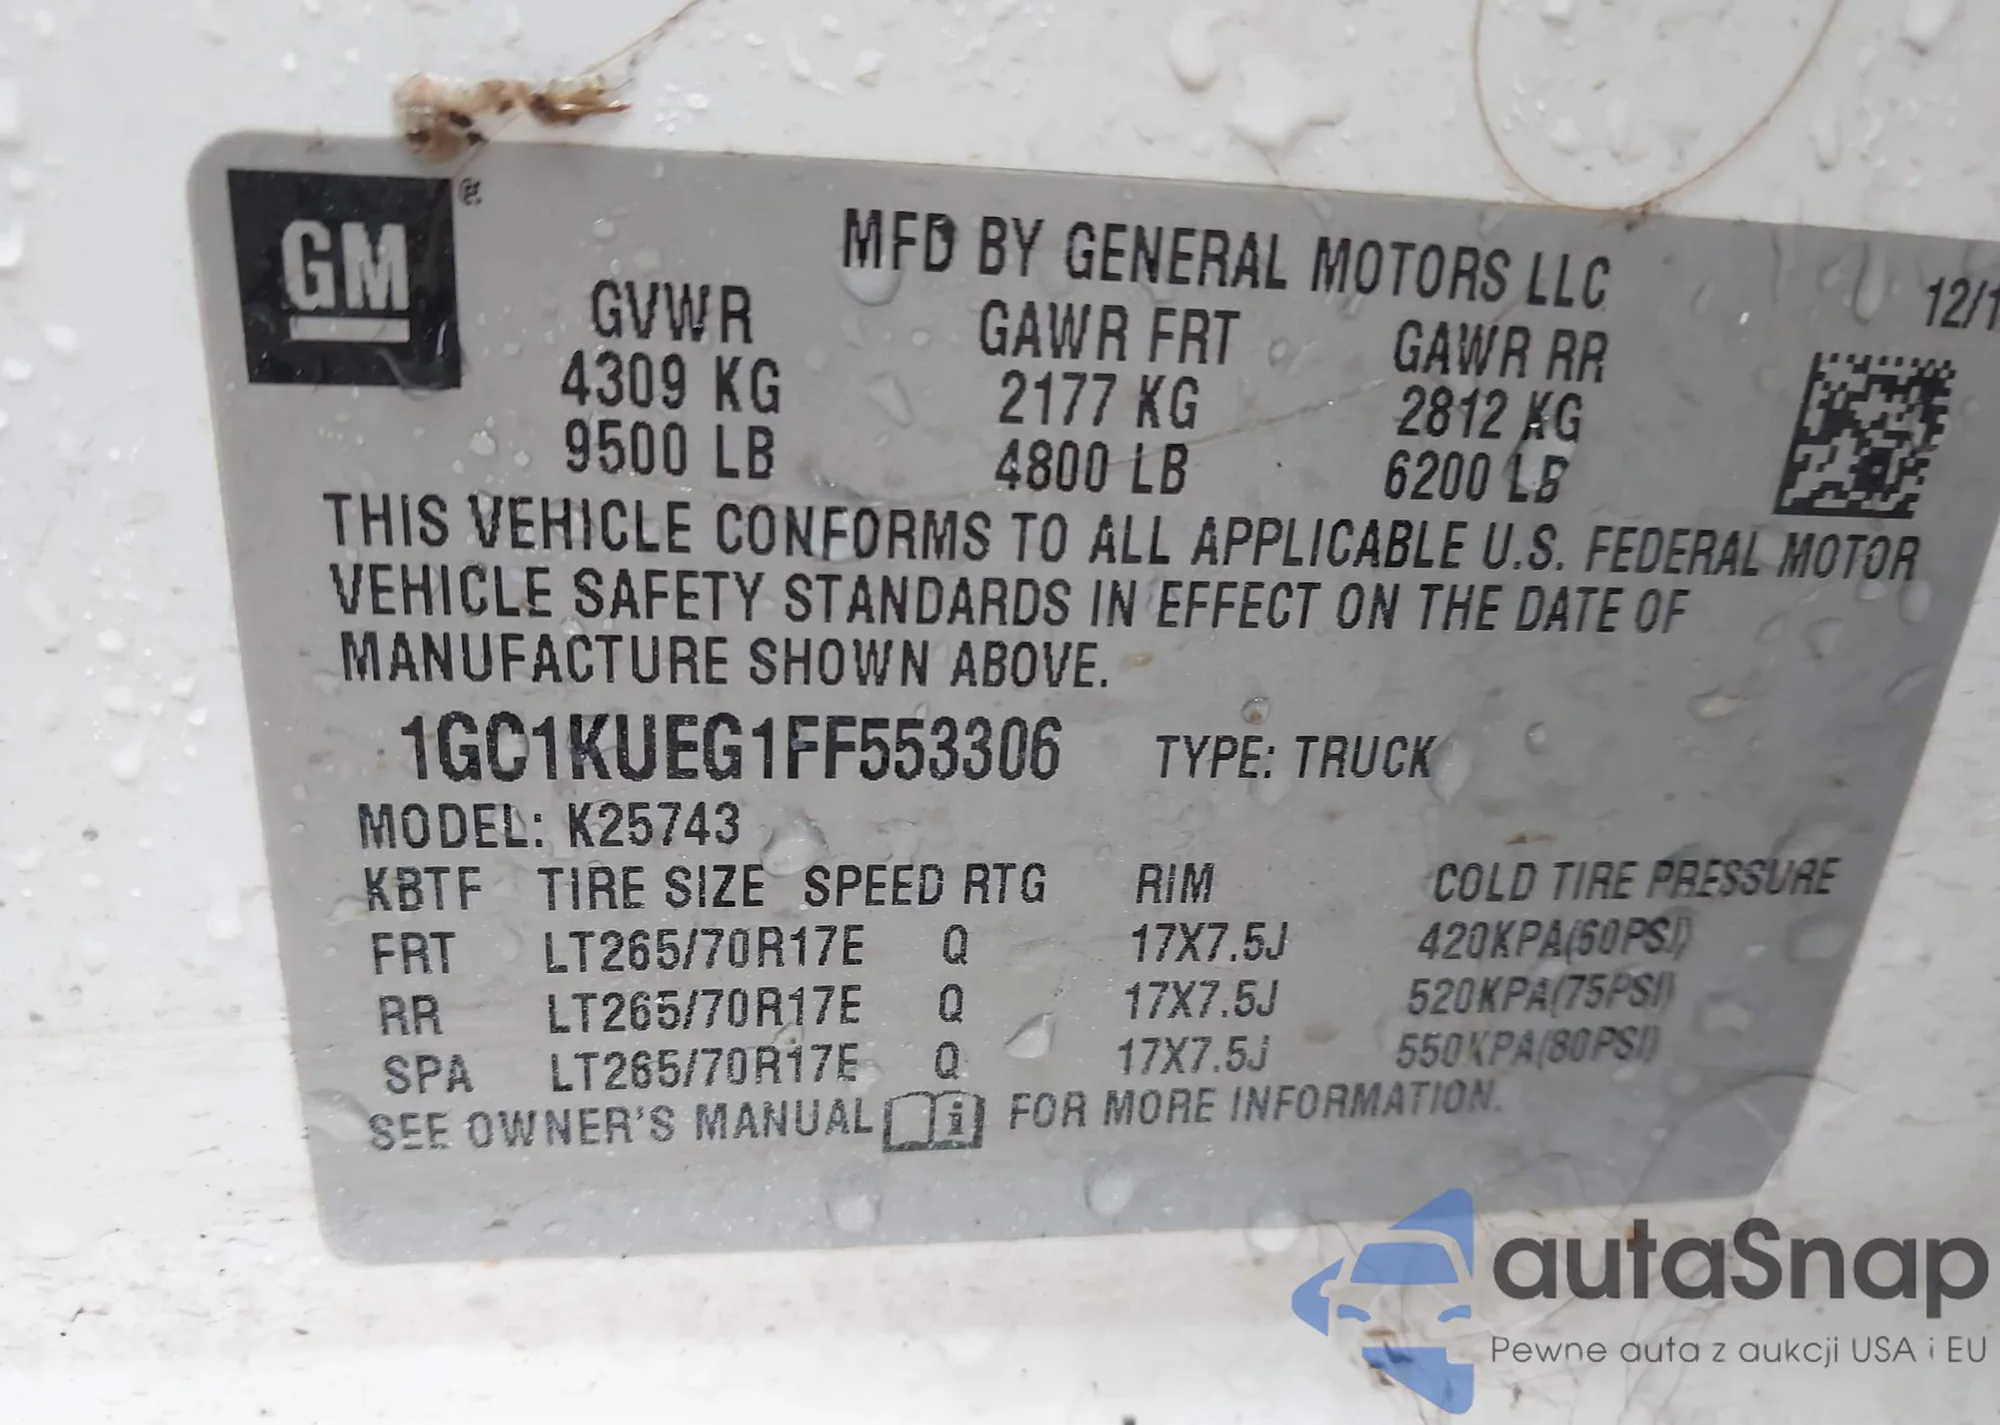 GM®
MFD BY GENERAL MOTORS LLC
12/1
GVWR GAWR FRT GAWR RR
4309 KG 2177 KG 2812 KG
9500 LB 4800 LB 6200 LB
THIS VEHICLE CONFORMS TO ALL APPLICABLE U.S. FEDERAL MOTOR
VEHICLE SAFETY STANDARDS IN EFFECT ON THE DATE OF
MANUFACTURE SHOWN ABOVE.
1GC1KUEG1FF553306 TYPE: TRUCK
MODEL: K25743
KBTF TIRE SIZE SPEED RTG RIM COLD TIRE PRESSURE
FRT LT265/70R17E Q 17X7.5J 420KPA(60PSI)
RR LT265/70R17E Q 17X7.5J 520KPA(75PSI)
SPA LT265/70R17E Q 17X7.5J 550KPA(80PSI)
SEE OWNER'S MANUAL i FOR MORE INFORMATION.
autaSnap
Pewne auta z aukcji USA i EU